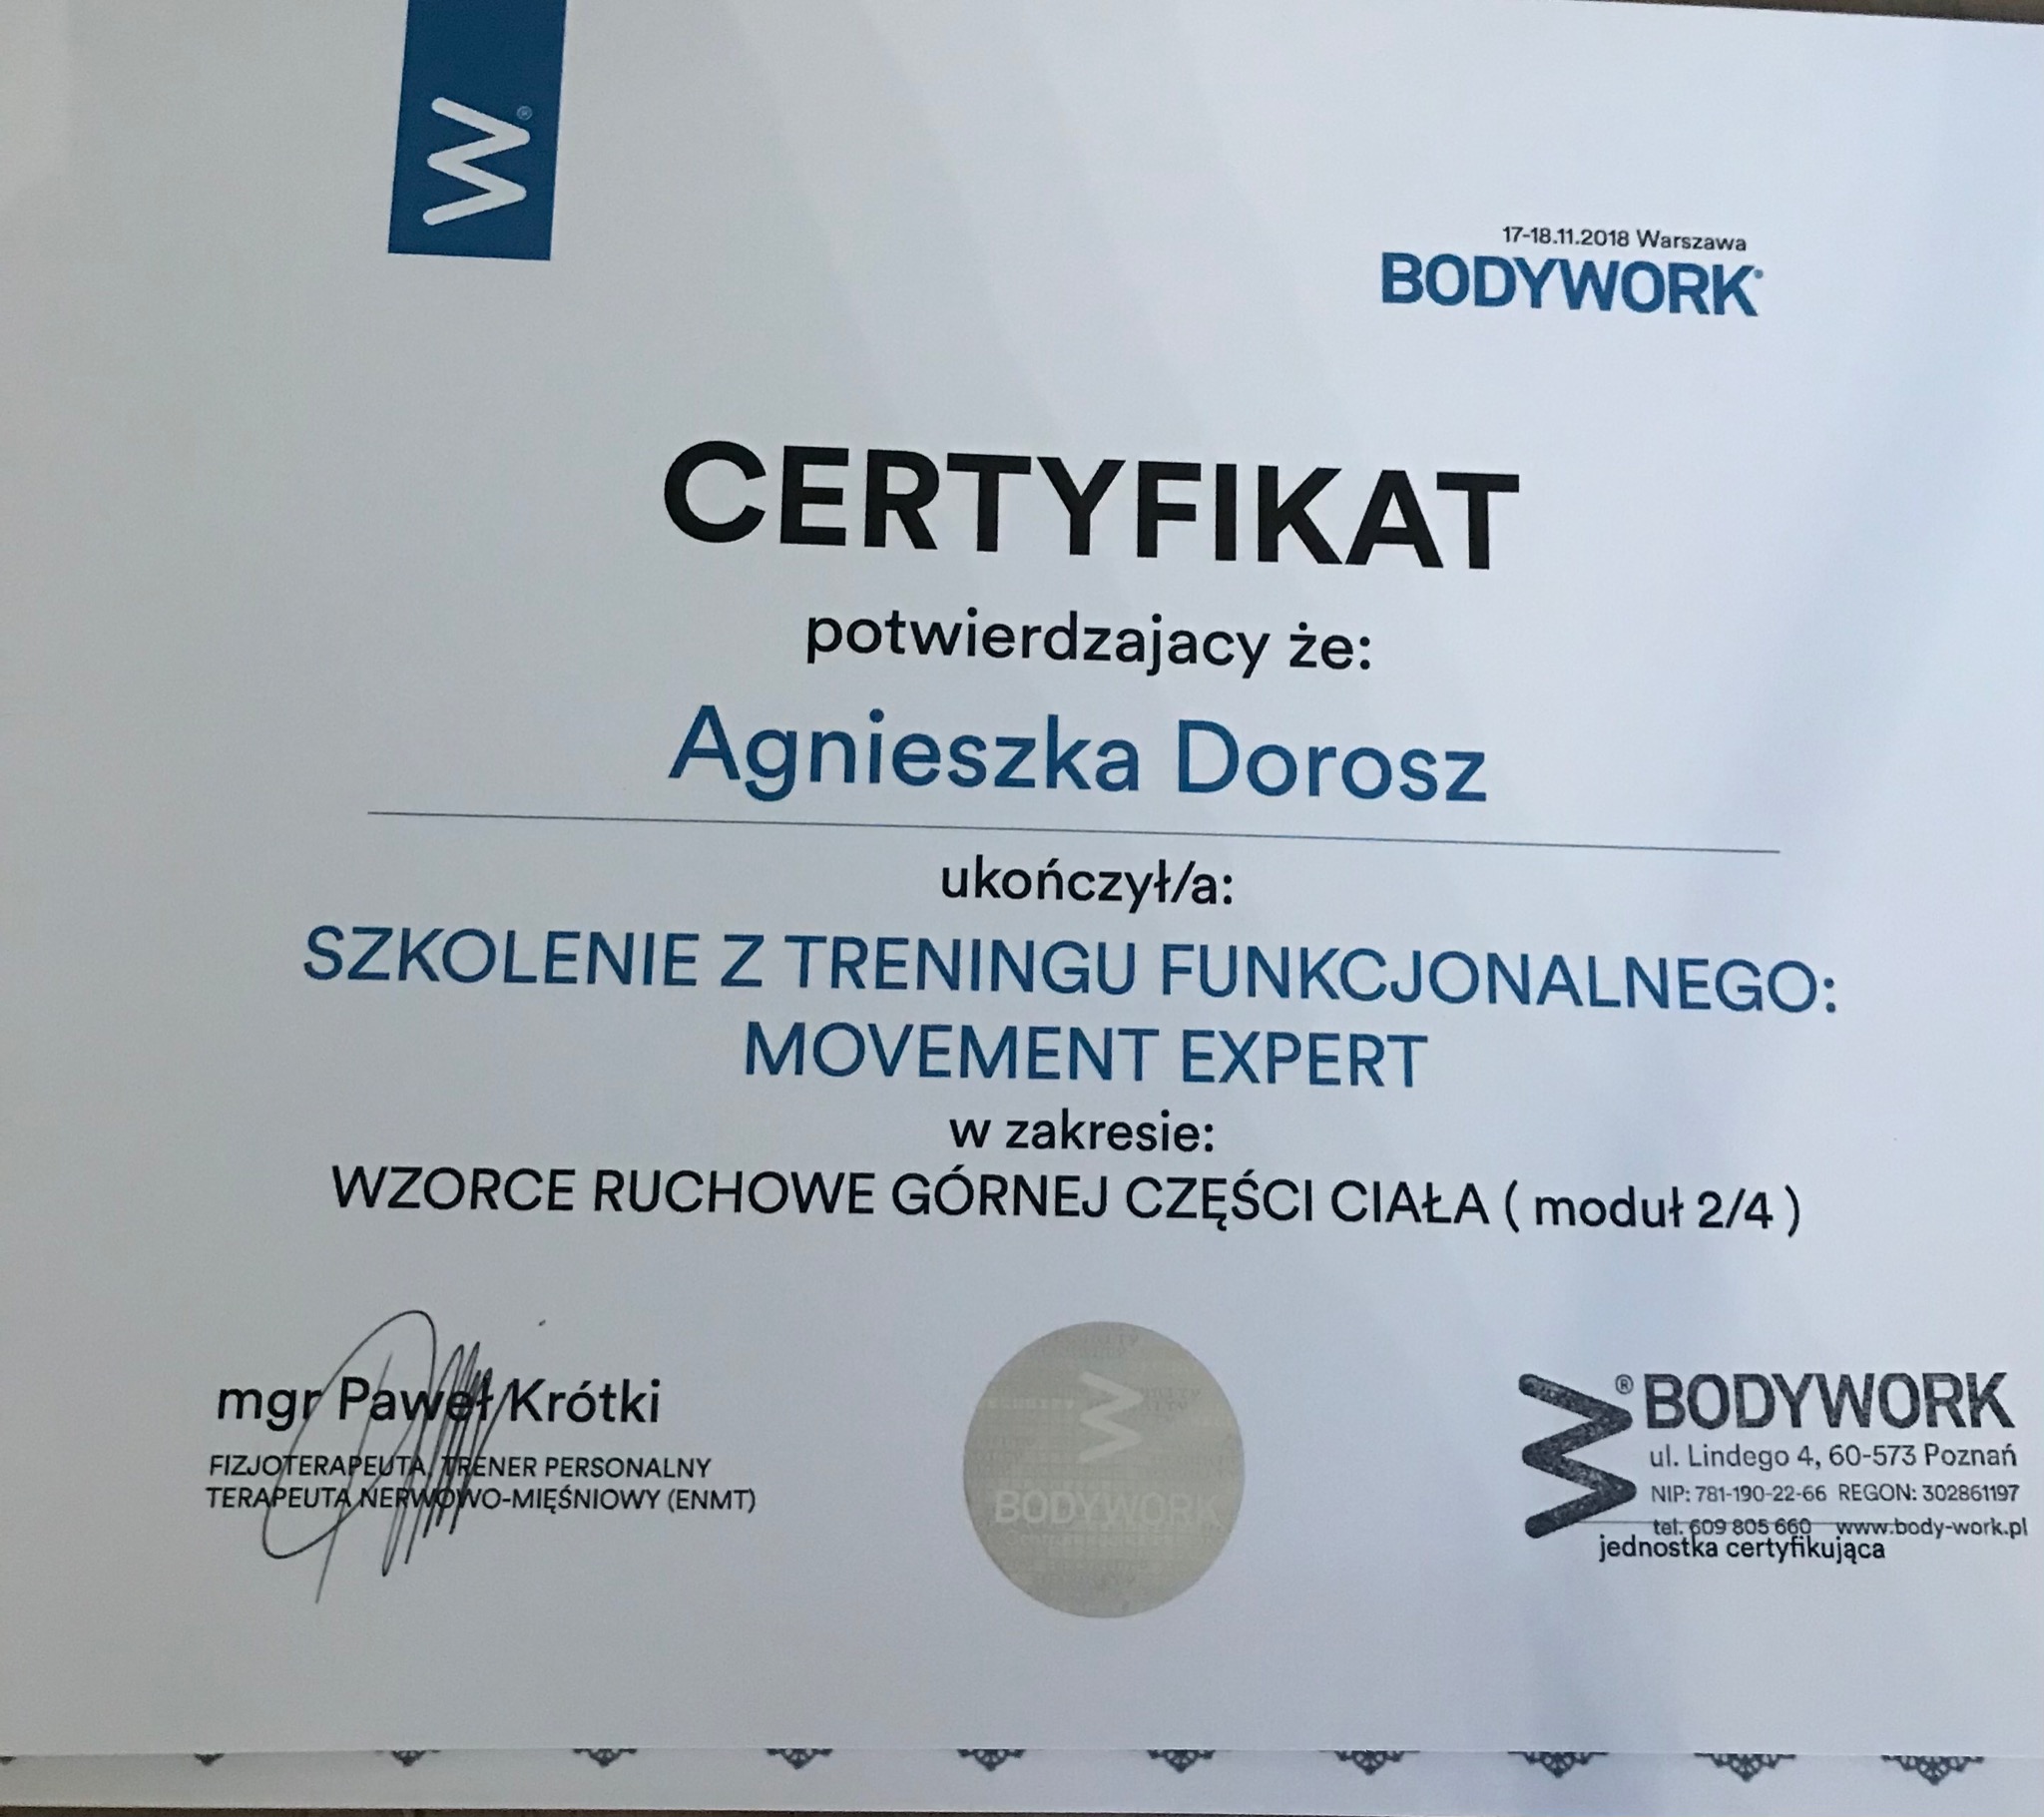 W®
17-18.11.2018 Warszawa
BODYWORK®
CERTYFIKAT
potwierdzajacy że:
Agnieszka Dorosz
ukończył/a:
SZKOLENIE Z TRENINGU FUNKCJONALNEGO:
MOVEMENT EXPERT
w zakresie:
WZORCE RUCHOWE GÓRNEJ CZĘŚCI CIAŁA ( moduł 2/4 )
mgr Paweł Krótki
FIZJOTERAPEUTA, TRENER PERSONALNY
TERAPEUTA NERWOWO-MIĘŚNIOWY (ENMT)
BODYWORK
® BODYWORK
ul. Lindego 4, 60-573 Poznań
NIP: 781-190-22-66 REGON: 302861197
tel. 609 805 660 www.body-work.pl
jednostka certyfikująca